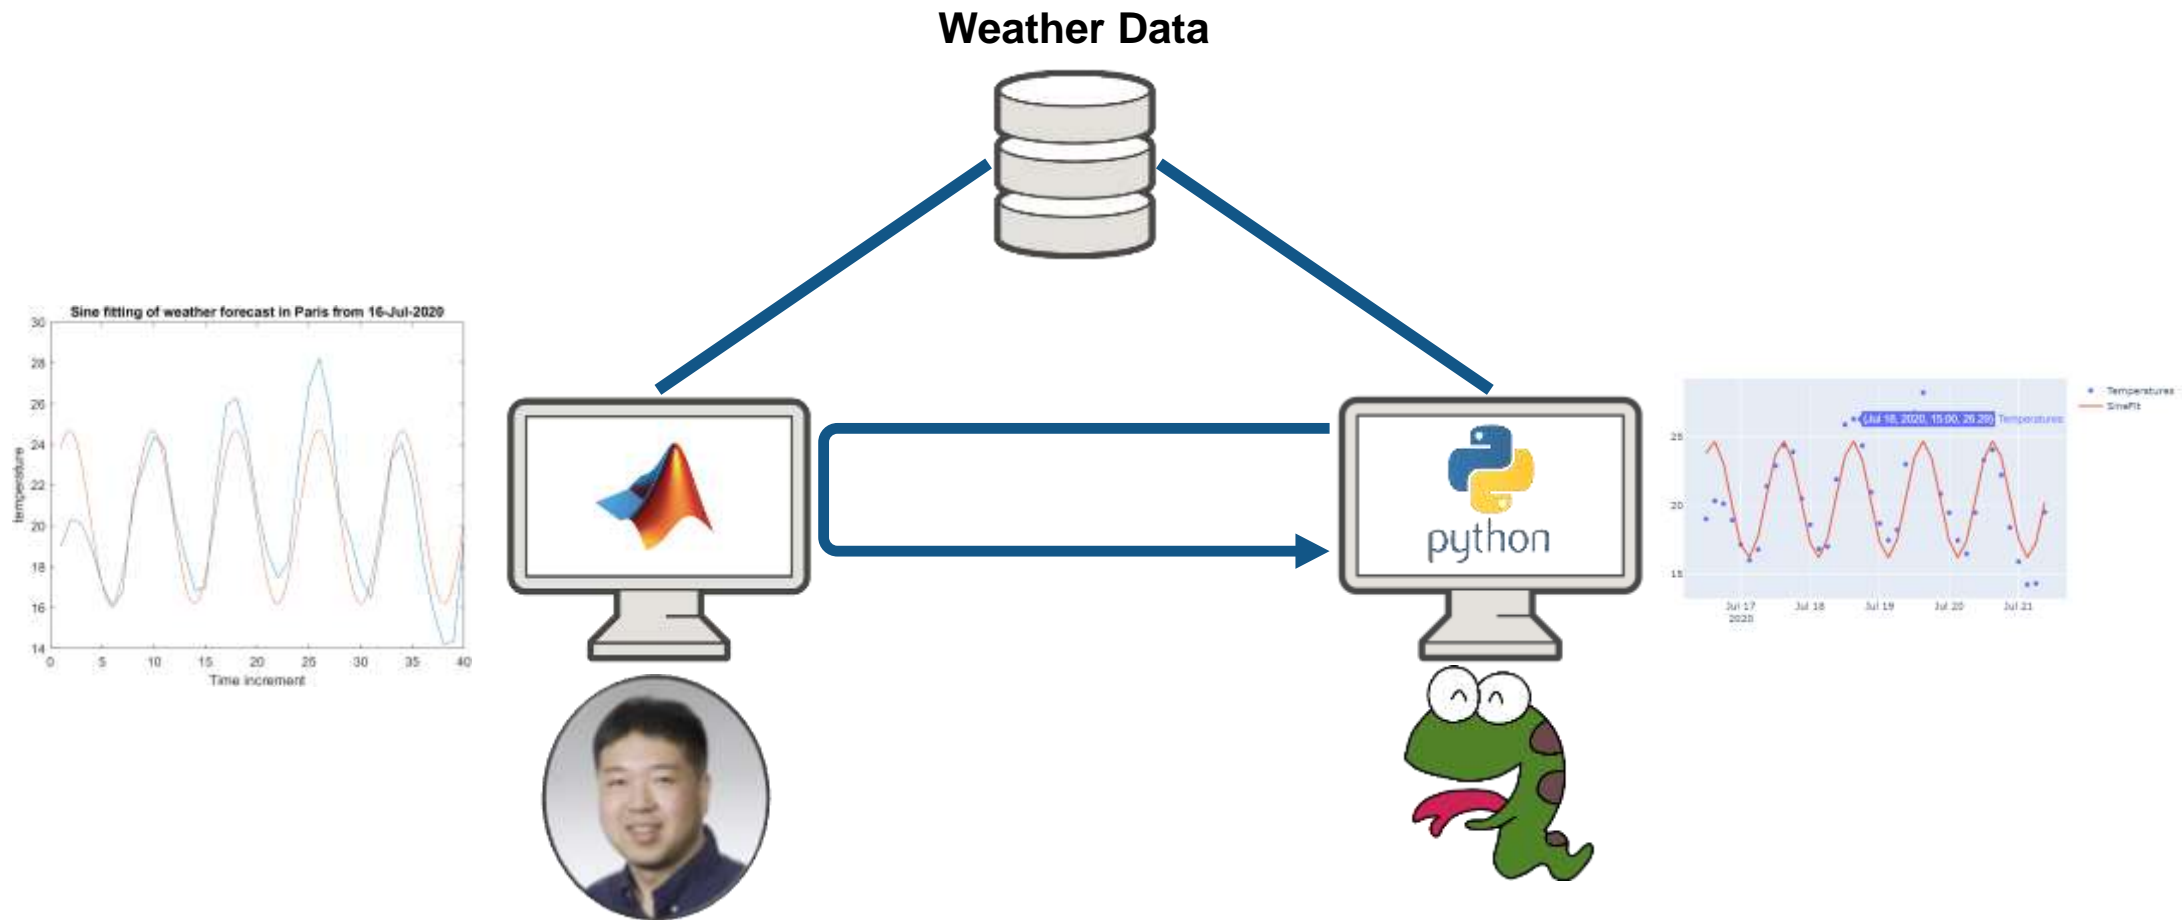 Weather Data
Sine fitting of weather forecast in Paris from 16-Jul-2020
30
28
26
24
22
20
18
16
14
temperature
0 5 10 15 20 25 30 35 40
Time increment
python
Temperatures
SineFit
(Jul 18, 2020, 15:00, 26.29) Temperatures
25
20
15
Jul 17 Jul 18 Jul 19 Jul 20 Jul 21
2020